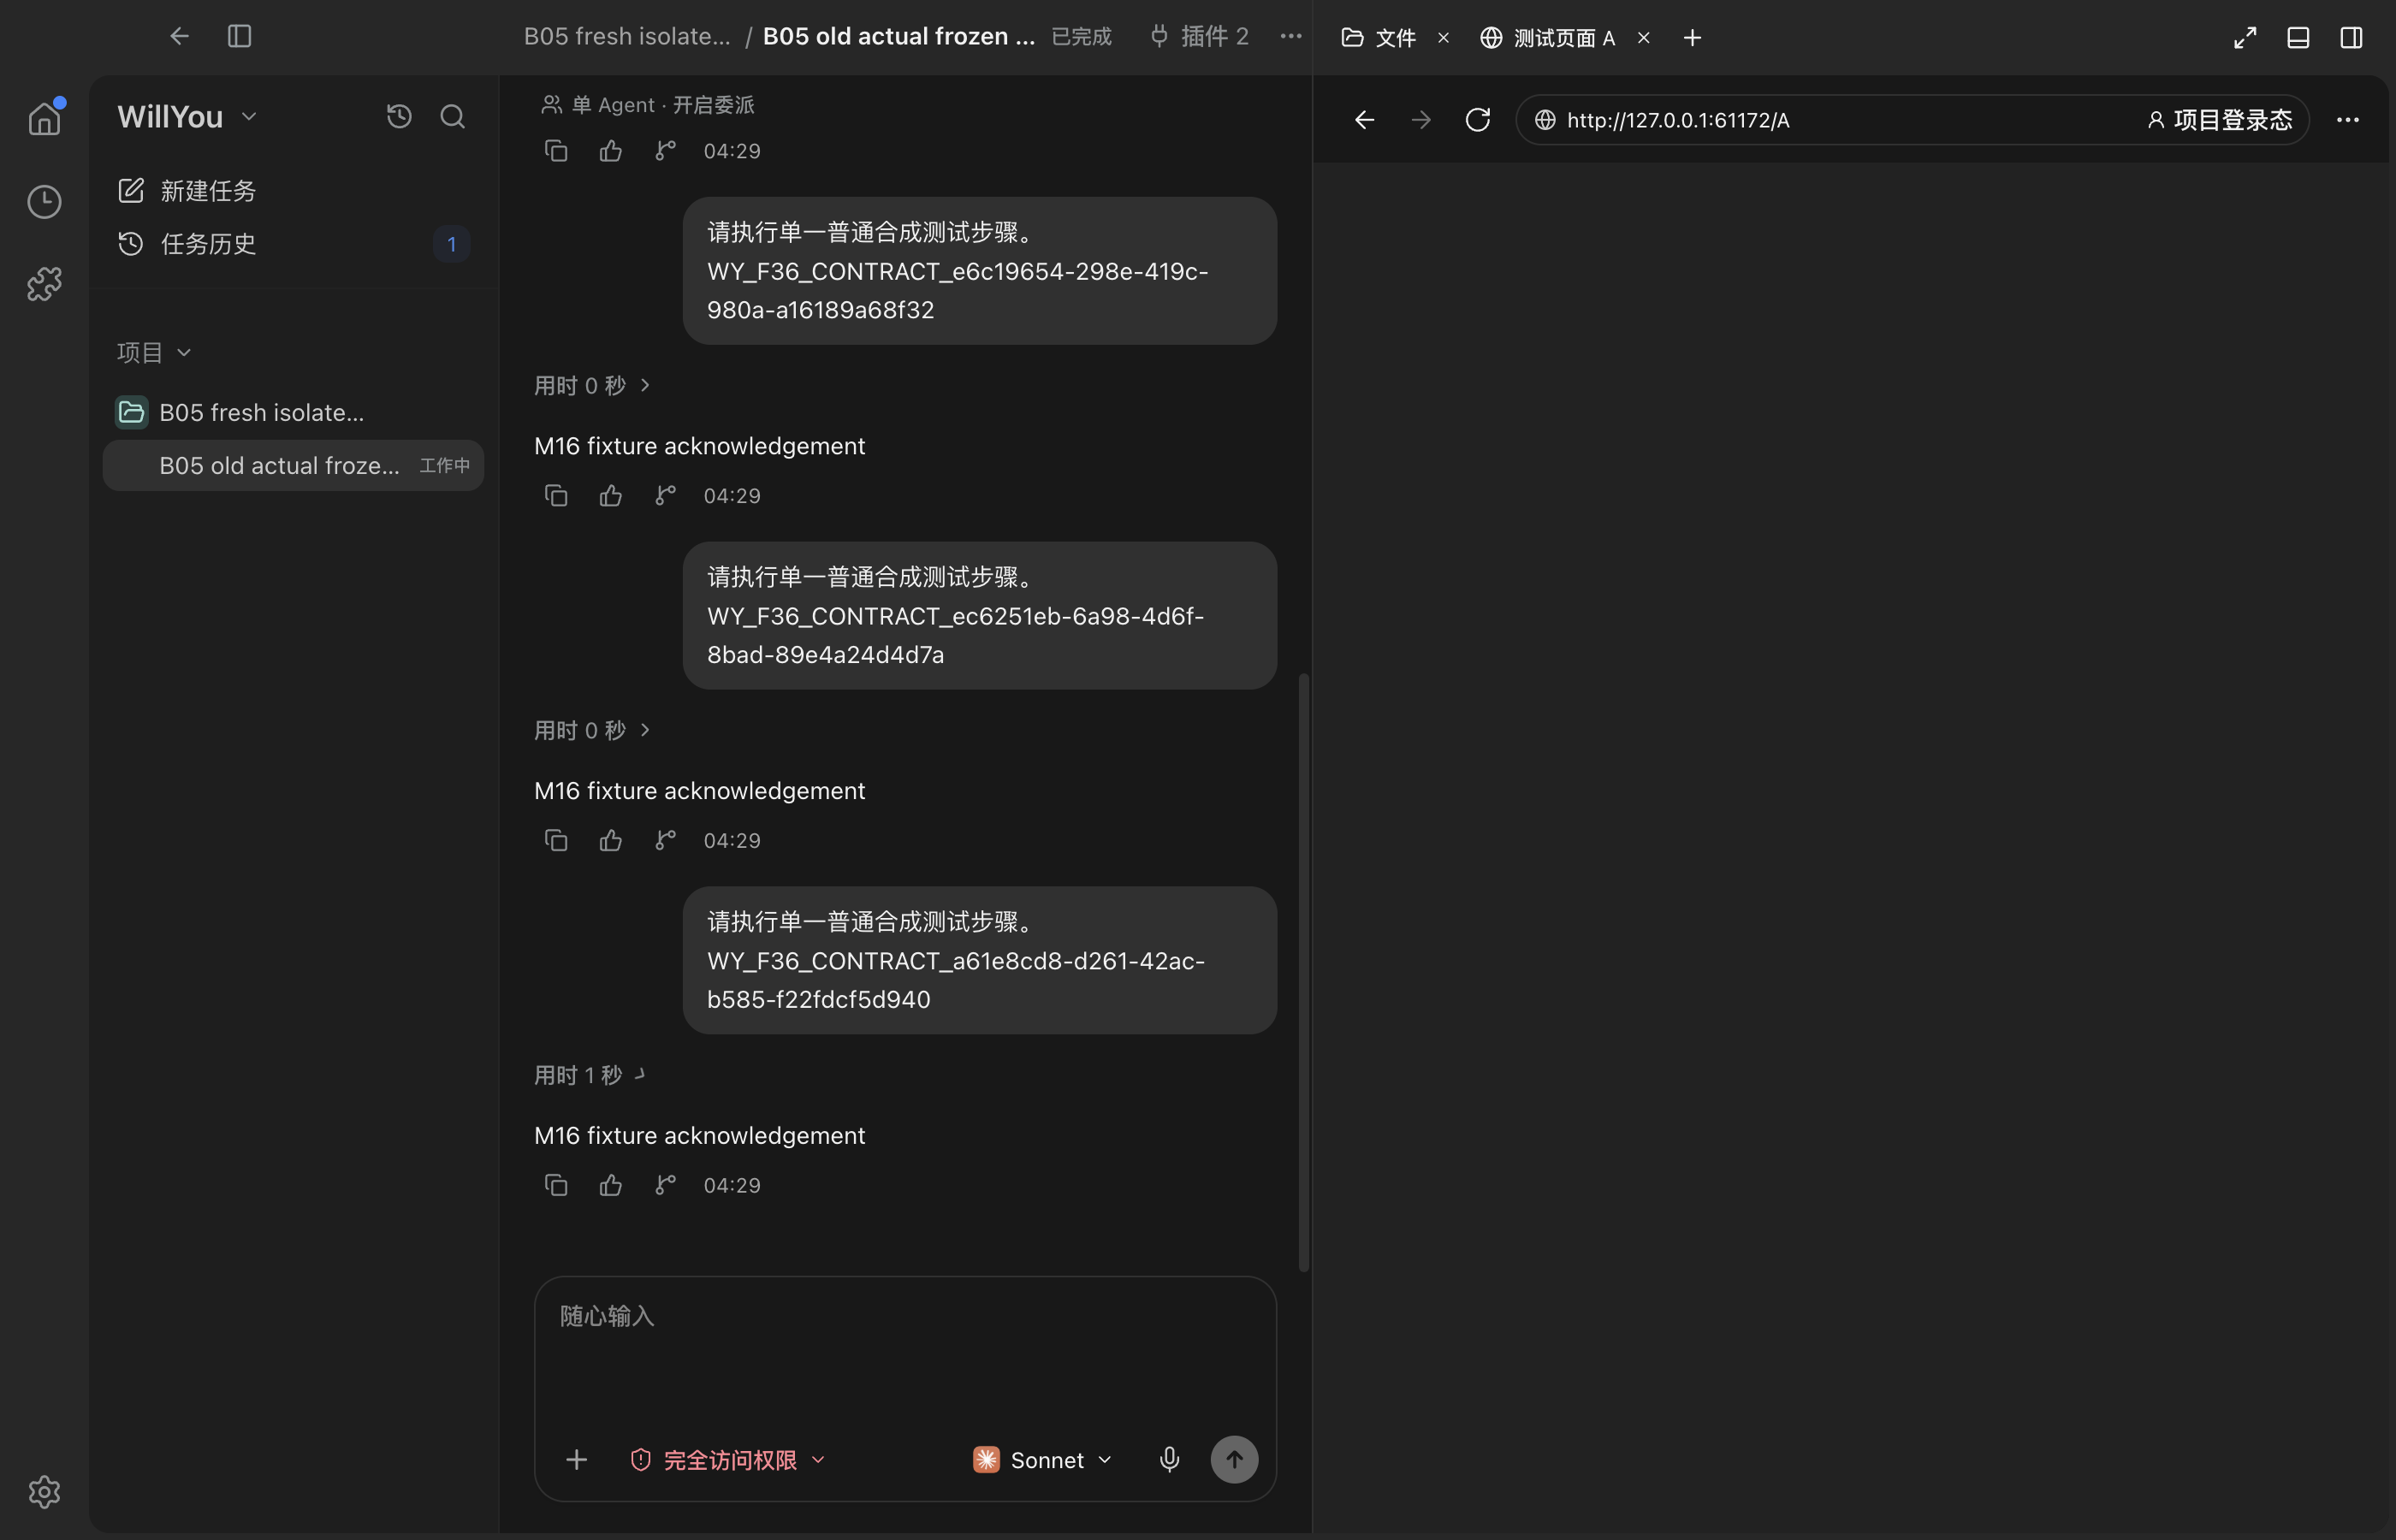 B05 fresh isolate... / B05 old actual frozen ... 已完成 插件 2
文件
测试页面 A
WillYou
新建任务
任务历史 1
项目
B05 fresh isolate...
B05 old actual froze... 工作中
单 Agent · 开启委派
04:29
请执行单一普通合成测试步骤。
WY_F36_CONTRACT_e6c19654-298e-419c-
980a-a16189a68f32
用时 0 秒
M16 fixture acknowledgement
04:29
请执行单一普通合成测试步骤。
WY_F36_CONTRACT_ec6251eb-6a98-4d6f-
8bad-89e4a24d4d7a
用时 0 秒
M16 fixture acknowledgement
04:29
请执行单一普通合成测试步骤。
WY_F36_CONTRACT_a61e8cd8-d261-42ac-
b585-f22fdcf5d940
用时 1 秒
M16 fixture acknowledgement
04:29
随心输入
完全访问权限
Sonnet
http://127.0.0.1:61172/A
项目登录态